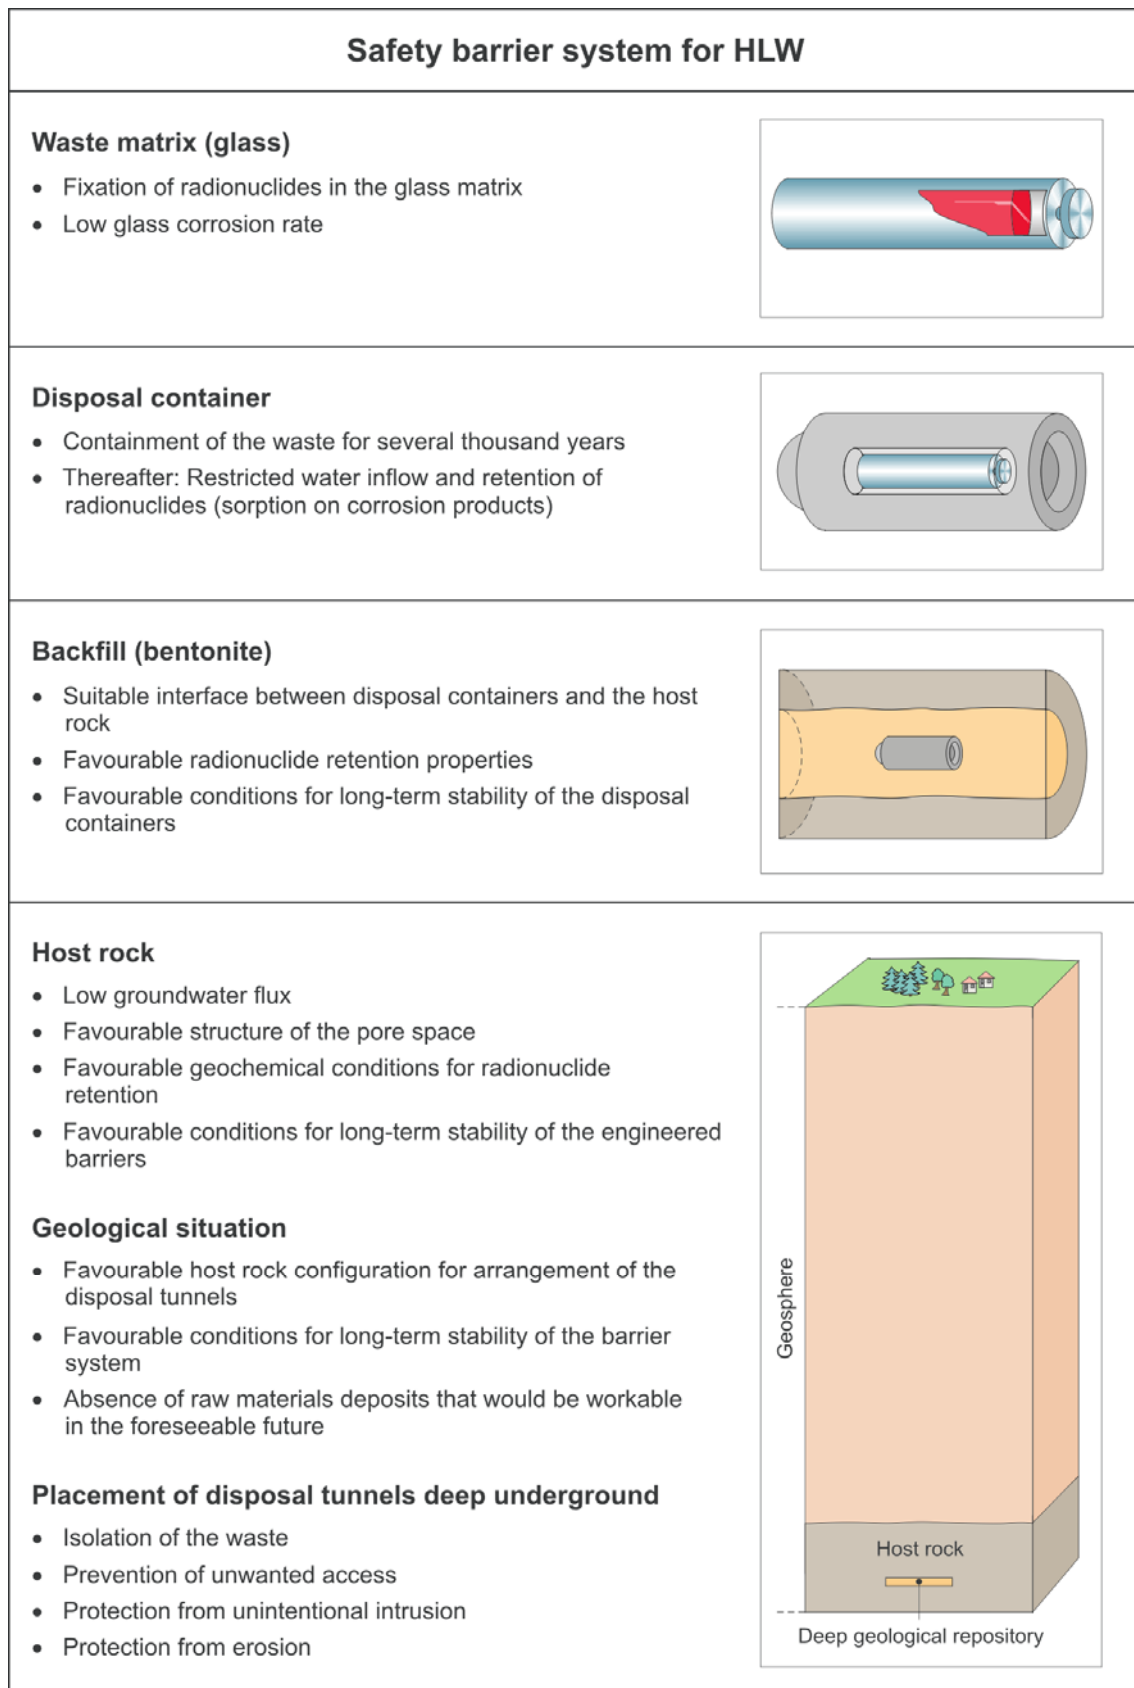 Safety barrier system for HLW
Waste matrix (glass)
• Fixation of radionuclides in the glass matrix
• Low glass corrosion rate
Disposal container
• Containment of the waste for several thousand years
• Thereafter: Restricted water inflow and retention of
radionuclides (sorption on corrosion products)
Backfill (bentonite)
• Suitable interface between disposal containers and the host
rock
• Favourable radionuclide retention properties
• Favourable conditions for long-term stability of the disposal
containers
Host rock
• Low groundwater flux
• Favourable structure of the pore space
• Favourable geochemical conditions for radionuclide
retention
• Favourable conditions for long-term stability of the engineered
barriers
Geological situation
• Favourable host rock configuration for arrangement of the
disposal tunnels
• Favourable conditions for long-term stability of the barrier
system
• Absence of raw materials deposits that would be workable
in the foreseeable future
Placement of disposal tunnels deep underground
• Isolation of the waste
• Prevention of unwanted access
• Protection from unintentional intrusion
• Protection from erosion
Geosphere
Host rock
Deep geological repository